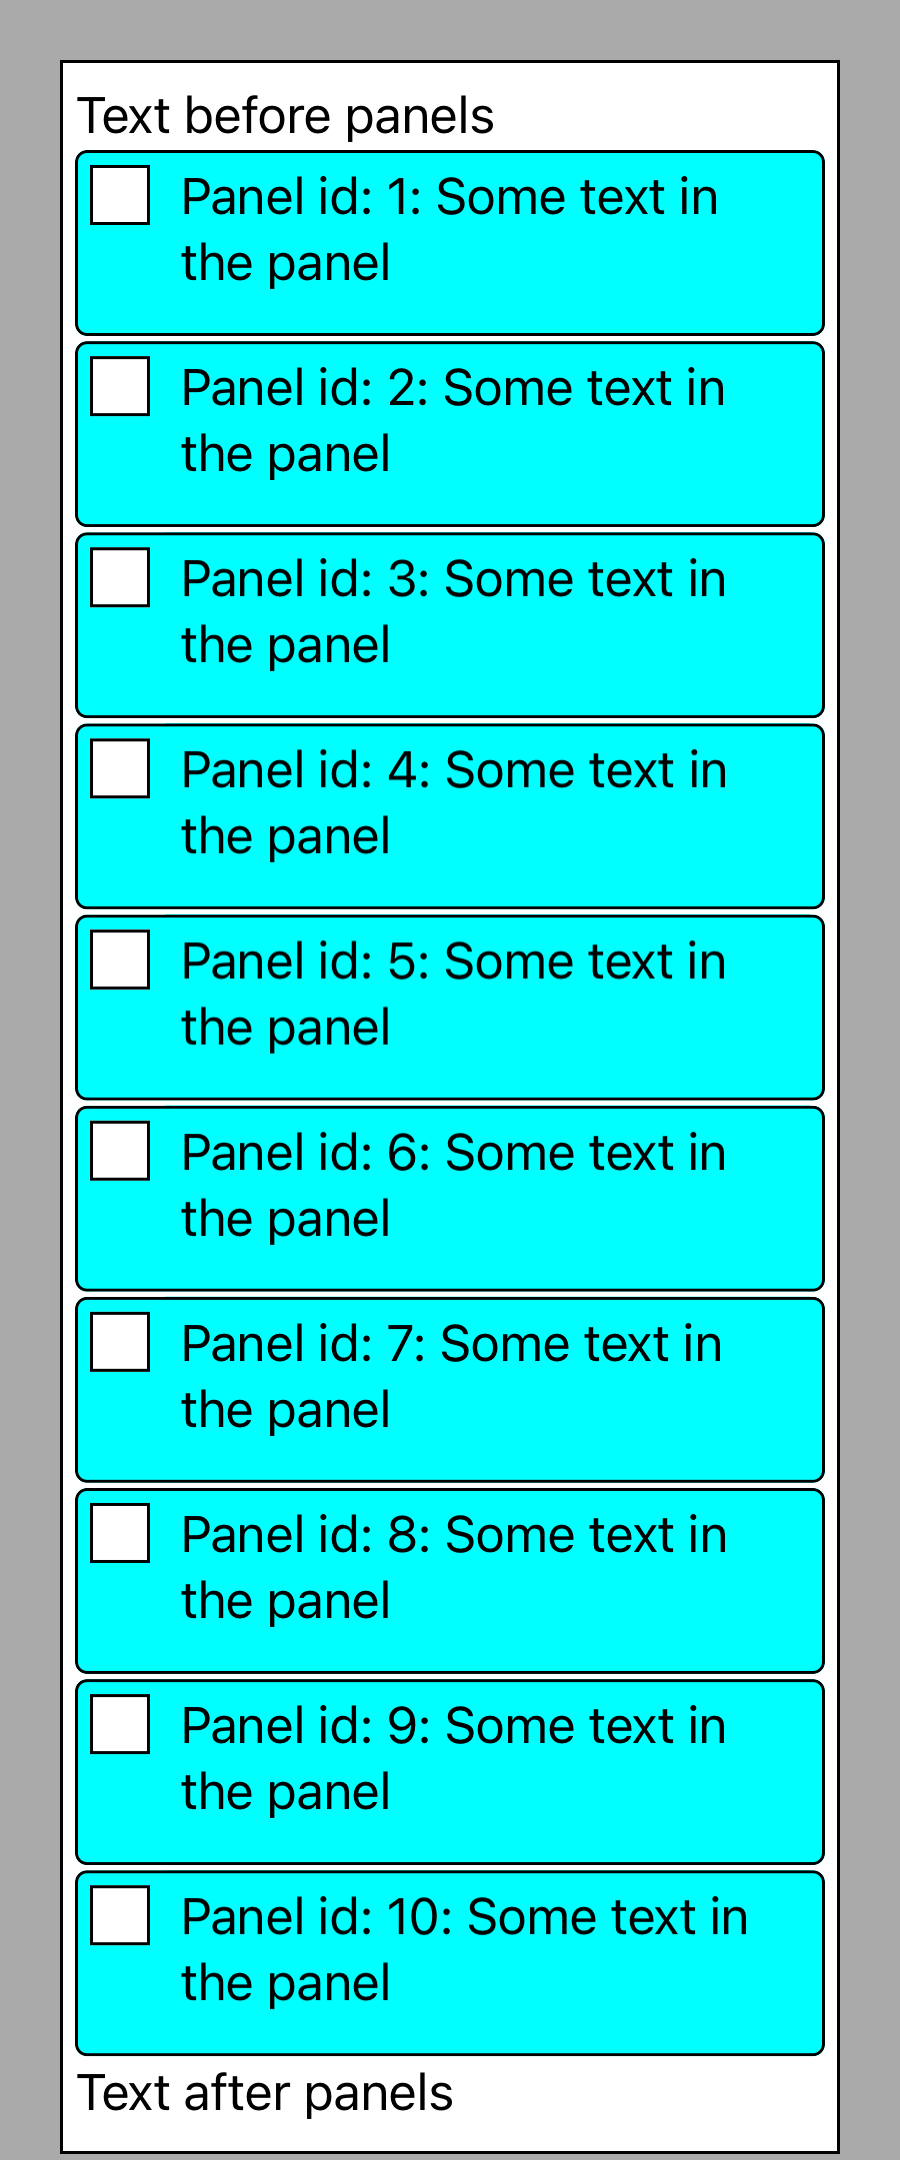 Text before panels
Panel id: 1: Some text in
the panel
Panel id: 2: Some text in
the panel
Panel id: 3: Some text in
the panel
Panel id: 4: Some text in
the panel
Panel id: 5: Some text in
the panel
Panel id: 6: Some text in
the panel
Panel id: 7: Some text in
the panel
Panel id: 8: Some text in
the panel
Panel id: 9: Some text in
the panel
Panel id: 10: Some text in
the panel
Text after panels